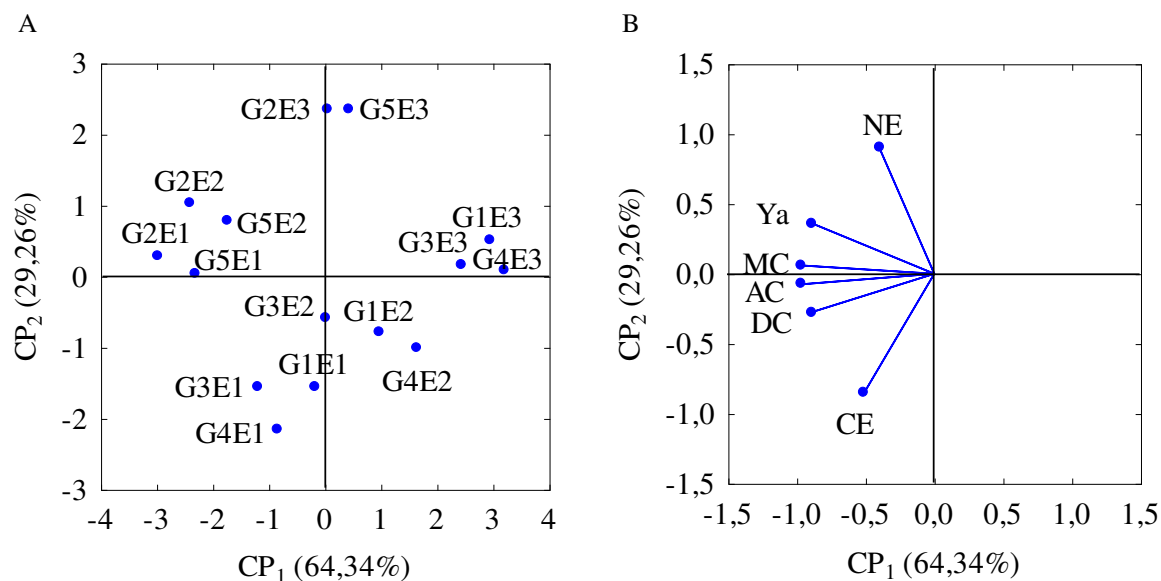 A
3
2
1
0
-1
-2
-3
-4 -3 -2 -1 0 1 2 3 4
CP₂ (29,26%)
CP₁ (64,34%)
G2E3 G5E3
G2E2
G5E2
G2E1
G5E1
G1E3
G3E3
G4E3
G3E2
G1E2
G1E1
G4E2
G3E1
G4E1
B
1,5
1,0
0,5
0,0
-0,5
-1,0
-1,5
-1,5 -1,0 -0,5 0,0 0,5 1,0 1,5
CP₂ (29,26%)
CP₁ (64,34%)
NE
Ya
MC
AC
DC
CE